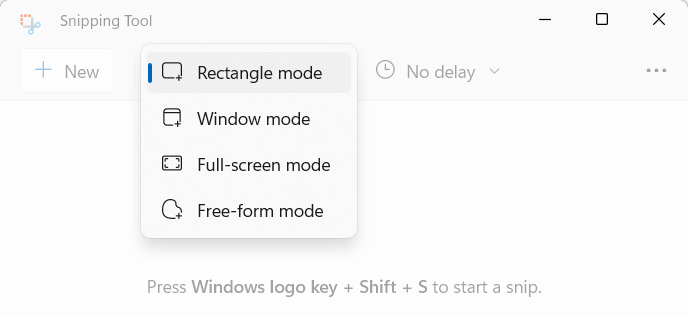 Snipping Tool
New
Rectangle mode
No delay
Window mode
Full-screen mode
Free-form mode
Press Windows logo key + Shift + S to start a snip.